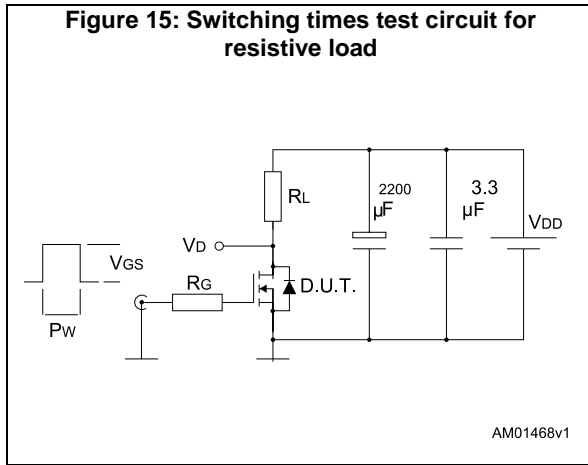 Figure 15: Switching times test circuit for
resistive load
RL
2200
µF
3.3
µF
VDD
VD
VGS
RG
D.U.T.
PW
AM01468v1